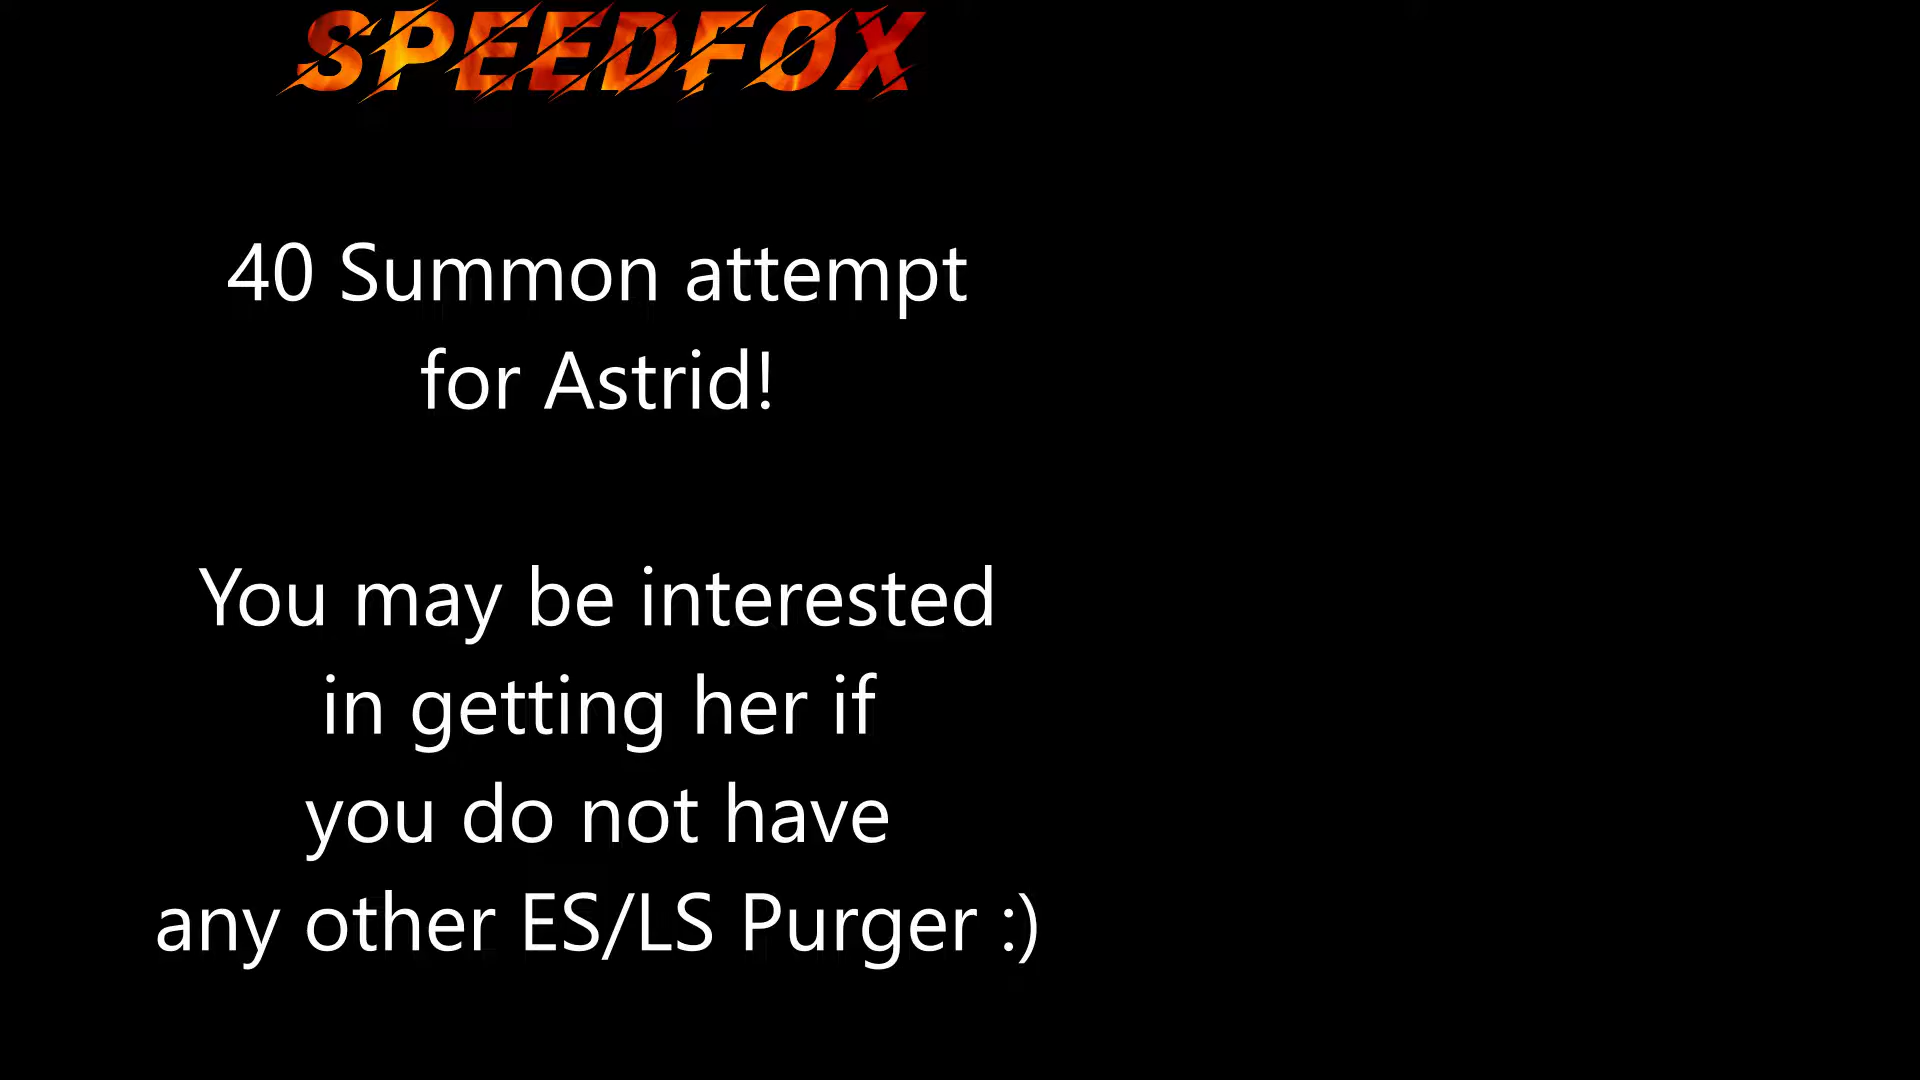 SPEEDFOX
40 Summon attempt
for Astrid!
You may be interested
in getting her if
you do not have
any other ES/LS Purger :)